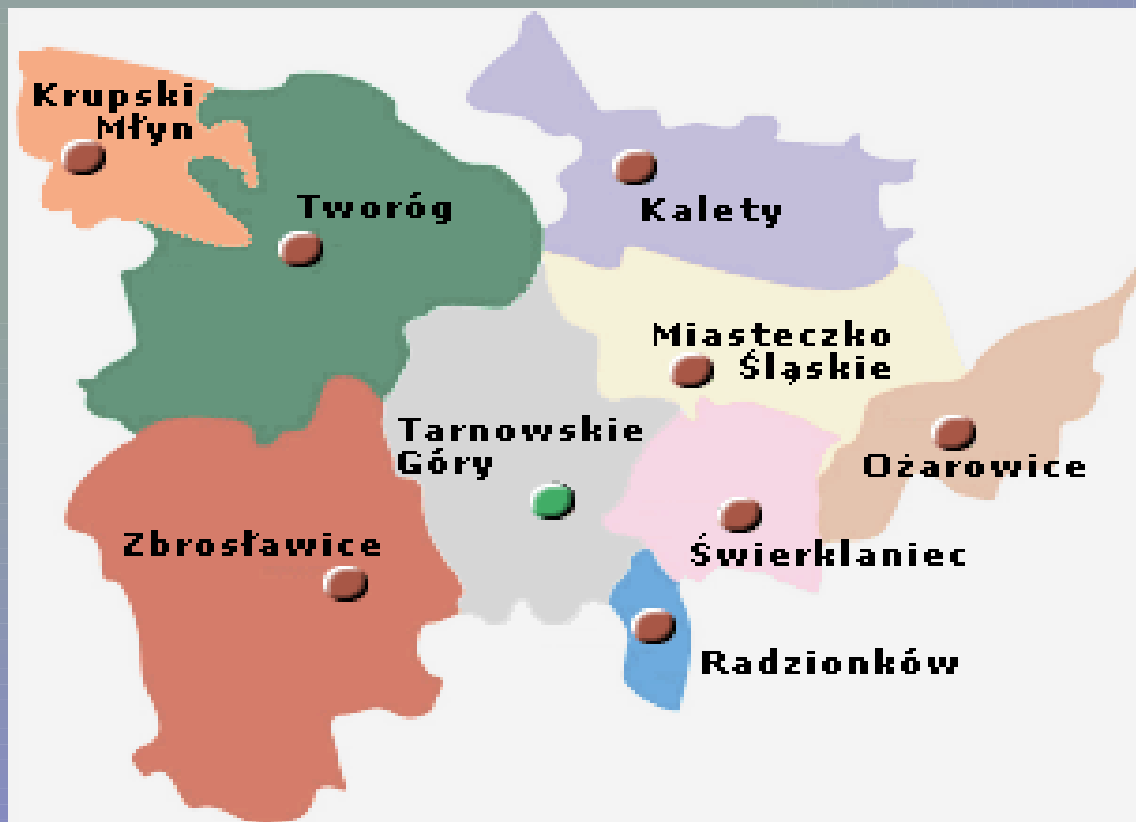 Krupski
Młyn
Tworóg
Kalety
Miasteczko
Śląskie
Tarnowskie
Góry
Ożarowice
Zbrosławice
Świerklaniec
Radzionków